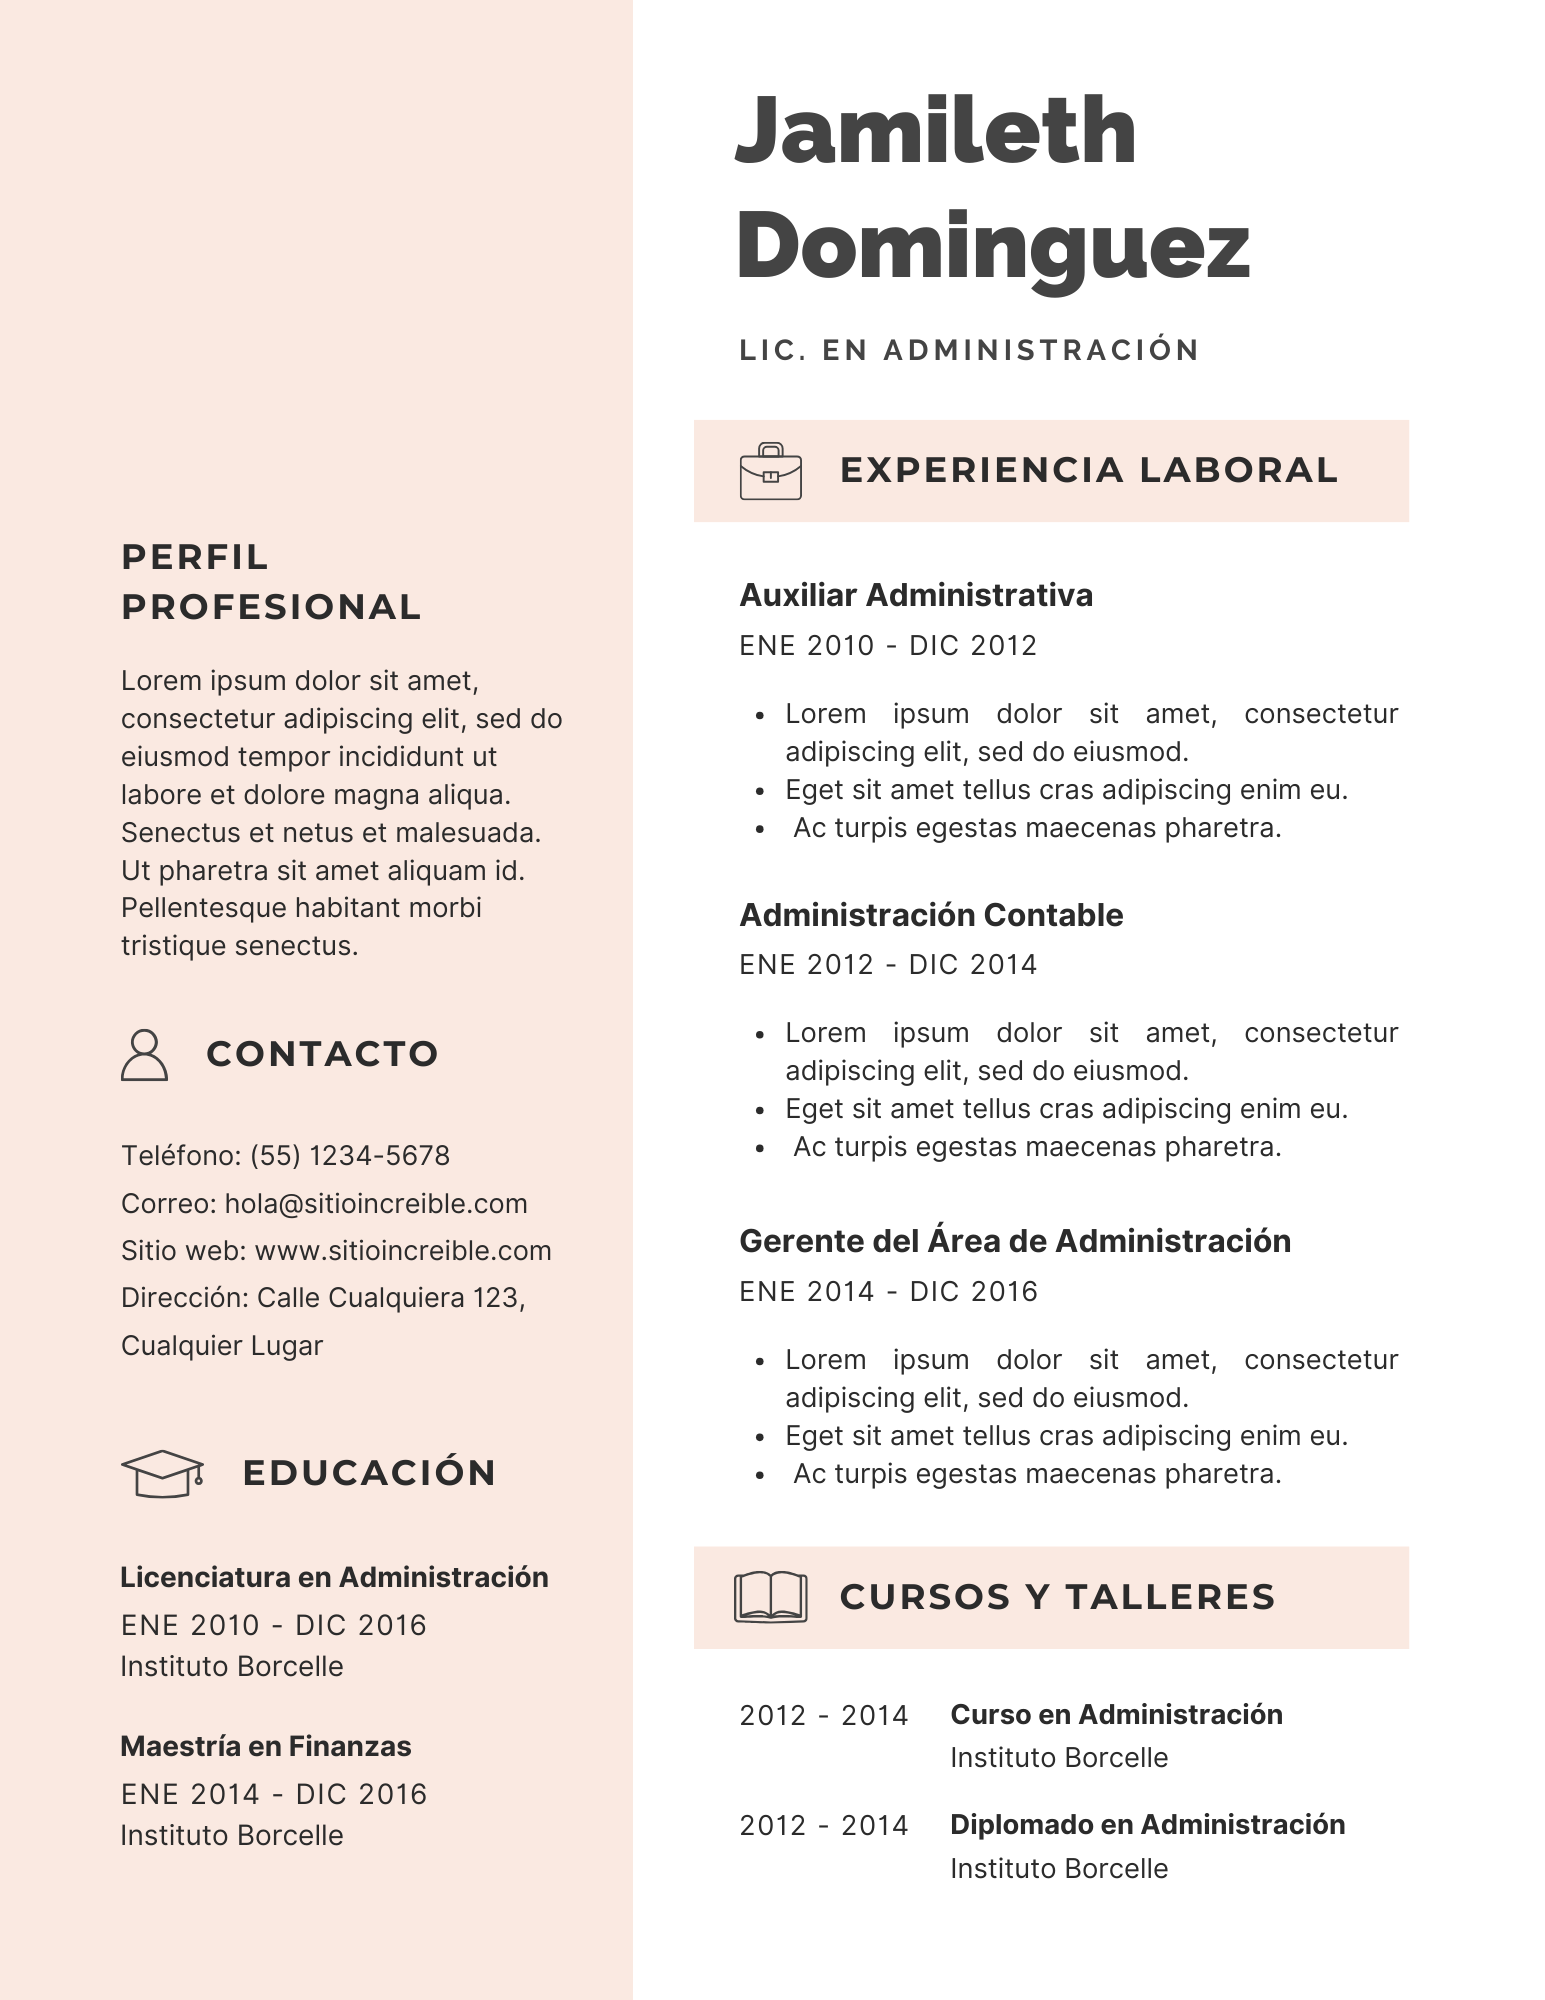 Jamileth
Dominguez
LIC. EN ADMINISTRACIÓN
PERFIL
PROFESIONAL
Lorem ipsum dolor sit amet,
consectetur adipiscing elit, sed do
eiusmod tempor incididunt ut
labore et dolore magna aliqua.
Senectus et netus et malesuada.
Ut pharetra sit amet aliquam id.
Pellentesque habitant morbi
tristique senectus.
CONTACTO
Teléfono: (55) 1234-5678
Correo: hola@sitioincreible.com
Sitio web: www.sitioincreible.com
Dirección: Calle Cualquiera 123,
Cualquier Lugar
EDUCACIÓN
Licenciatura en Administración
ENE 2010 - DIC 2016
Instituto Borcelle
Maestría en Finanzas
ENE 2014 - DIC 2016
Instituto Borcelle
EXPERIENCIA LABORAL
Auxiliar Administrativa
ENE 2010 - DIC 2012
• Lorem ipsum dolor sit amet, consectetur
adipiscing elit, sed do eiusmod.
• Eget sit amet tellus cras adipiscing enim eu.
• Ac turpis egestas maecenas pharetra.
Administración Contable
ENE 2012 - DIC 2014
• Lorem ipsum dolor sit amet, consectetur
adipiscing elit, sed do eiusmod.
• Eget sit amet tellus cras adipiscing enim eu.
• Ac turpis egestas maecenas pharetra.
Gerente del Área de Administración
ENE 2014 - DIC 2016
• Lorem ipsum dolor sit amet, consectetur
adipiscing elit, sed do eiusmod.
• Eget sit amet tellus cras adipiscing enim eu.
• Ac turpis egestas maecenas pharetra.
CURSOS Y TALLERES
2012 - 2014 Curso en Administración
Instituto Borcelle
2012 - 2014 Diplomado en Administración
Instituto Borcelle